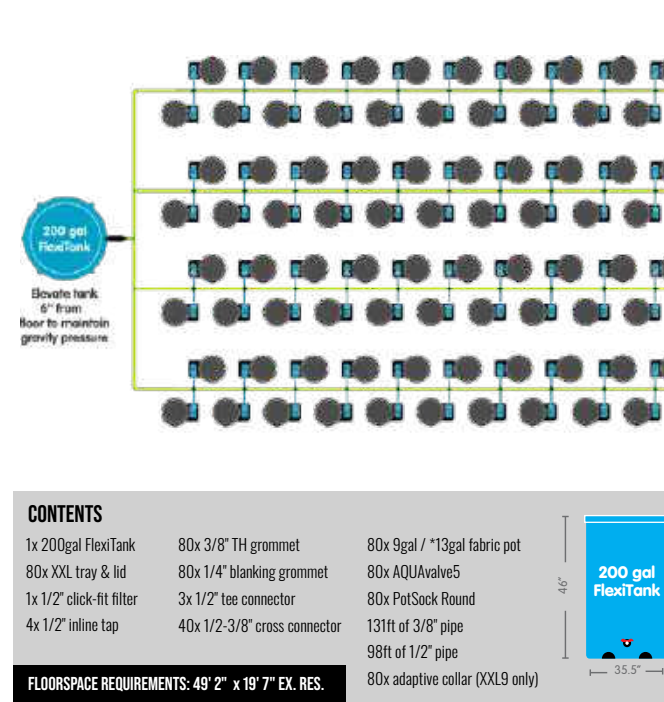 200 gal
FlexiTank
Elevate tank
6" from
floor to maintain
gravity pressure
CONTENTS
1x 200gal FlexiTank
80x XXL tray & lid
1x 1/2" click-fit filter
4x 1/2" inline tap
80x 3/8" TH grommet
80x 1/4" blanking grommet
3x 1/2" tee connector
40x 1/2-3/8" cross connector
80x 9gal / *13gal fabric pot
80x AQUAvalve5
80x PotSock Round
131ft of 3/8" pipe
98ft of 1/2" pipe
80x adaptive collar (XXL9 only)
FLOORSPACE REQUIREMENTS: 49' 2" x 19' 7" EX. RES.
46"
200 gal
FlexiTank
35.5"